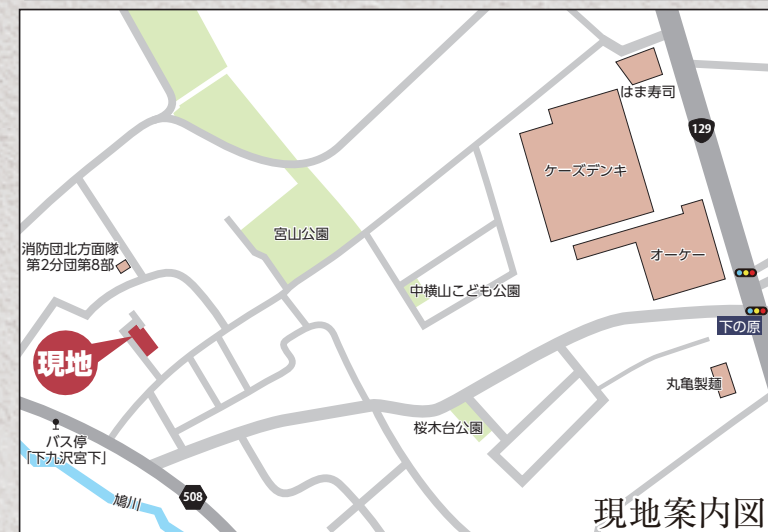 はま寿司
129
ケーズデンキ
宮山公園
消防団北方面隊
第2分団第8部
オーケー
中横山こども公園
下の原
現地
丸亀製麺
桜木台公園
バス停
「下九沢宮下」
鳩川
508
現地案内図